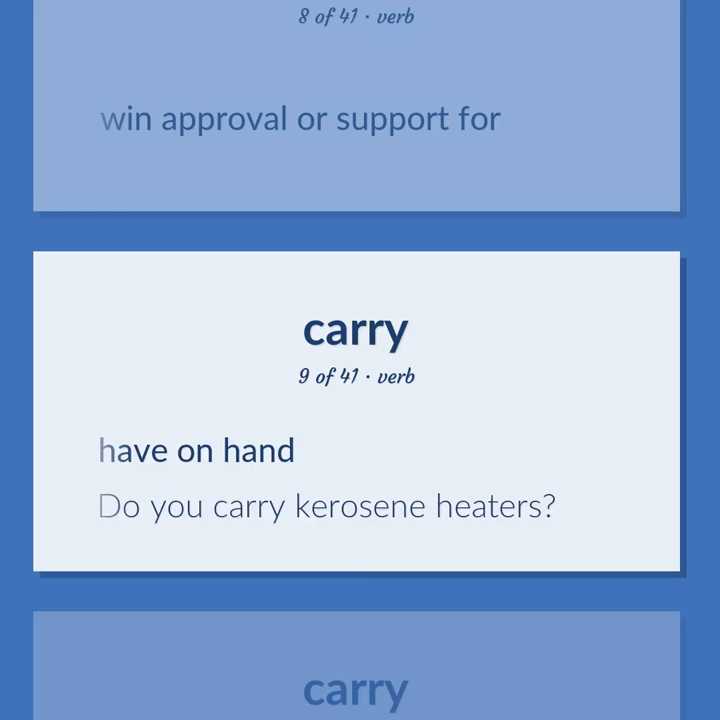 8 of 41 · verb
win approval or support for
carry
9 of 41 · verb
have on hand
Do you carry kerosene heaters?
carry